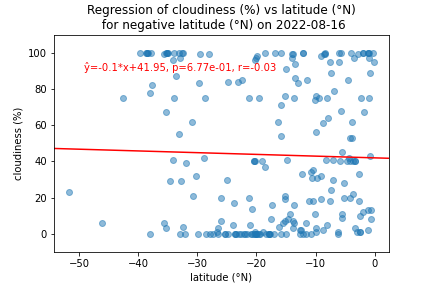 Regression of cloudiness (%) vs latitude (°N)
for negative latitude (°N) on 2022-08-16
100
80
60
40
20
0
cloudiness (%)
ŷ=-0.1*x+41.95, p=6.77e-01, r=-0.03
−50
−40
−30
−20
−10
0
latitude (°N)